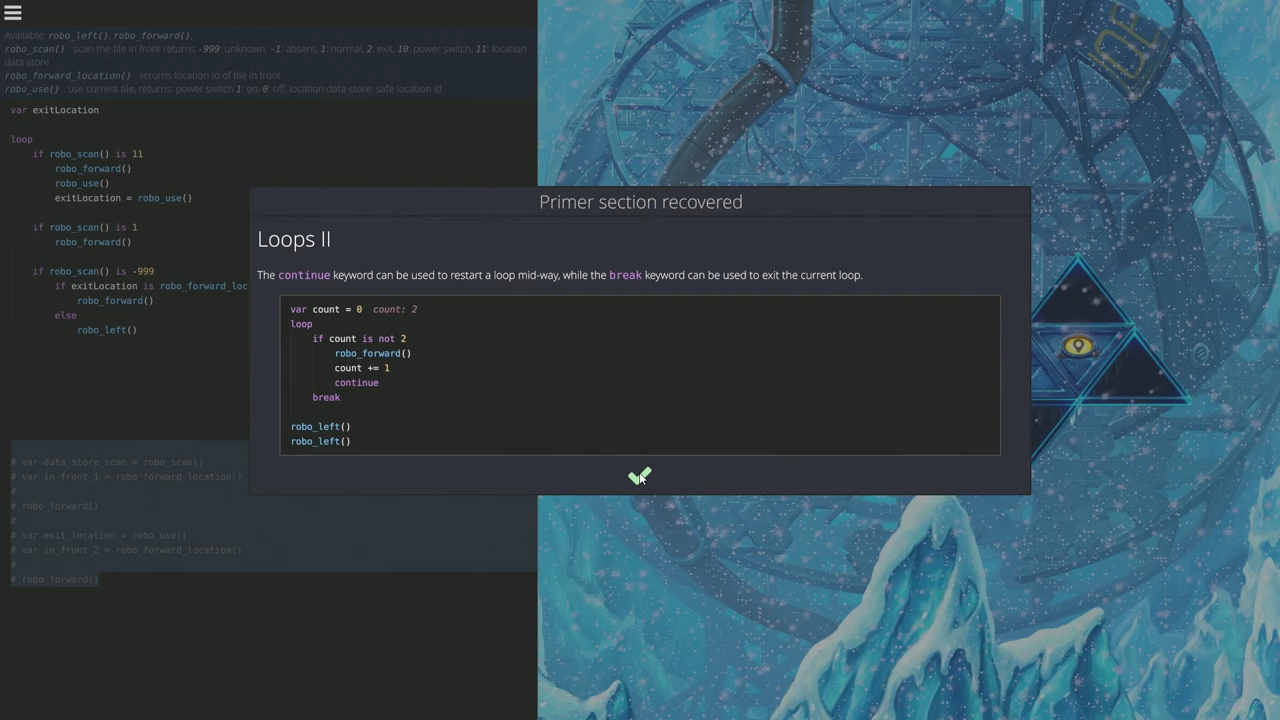 Available: robo_left(), robo_forward(),
robo_scan() scan the tile in front returns -999: unknown, -1: absent, 1: normal, 2: exit, 10: power switch, 11: location
data store
robo_forward_location() returns location id of tile in front
robo_use() use current tile, returns: power switch 1: on, 0: off, location data store: safe location id
var exitLocation
loop
if robo_scan() is 11
robo_forward()
robo_use()
exitLocation = robo_use()
if robo_scan() is 1
robo_forward()
if robo_scan() is -999
if exitLocation is robo_forward_loc
robo_forward()
else
robo_left()
# var data_store_scan = robo_scan()
# var in_front_1 = robo_forward_location()
#
# robo_forward()
#
# var exit_location = robo_use()
# var in_front_2 = robo_forward_location()
#
# robo_forward()
Primer section recovered
Loops II
The continue keyword can be used to restart a loop mid-way, while the break keyword can be used to exit the current loop.
var count = 0 count: 2
loop
if count is not 2
robo_forward()
count += 1
continue
break
robo_left()
robo_left()